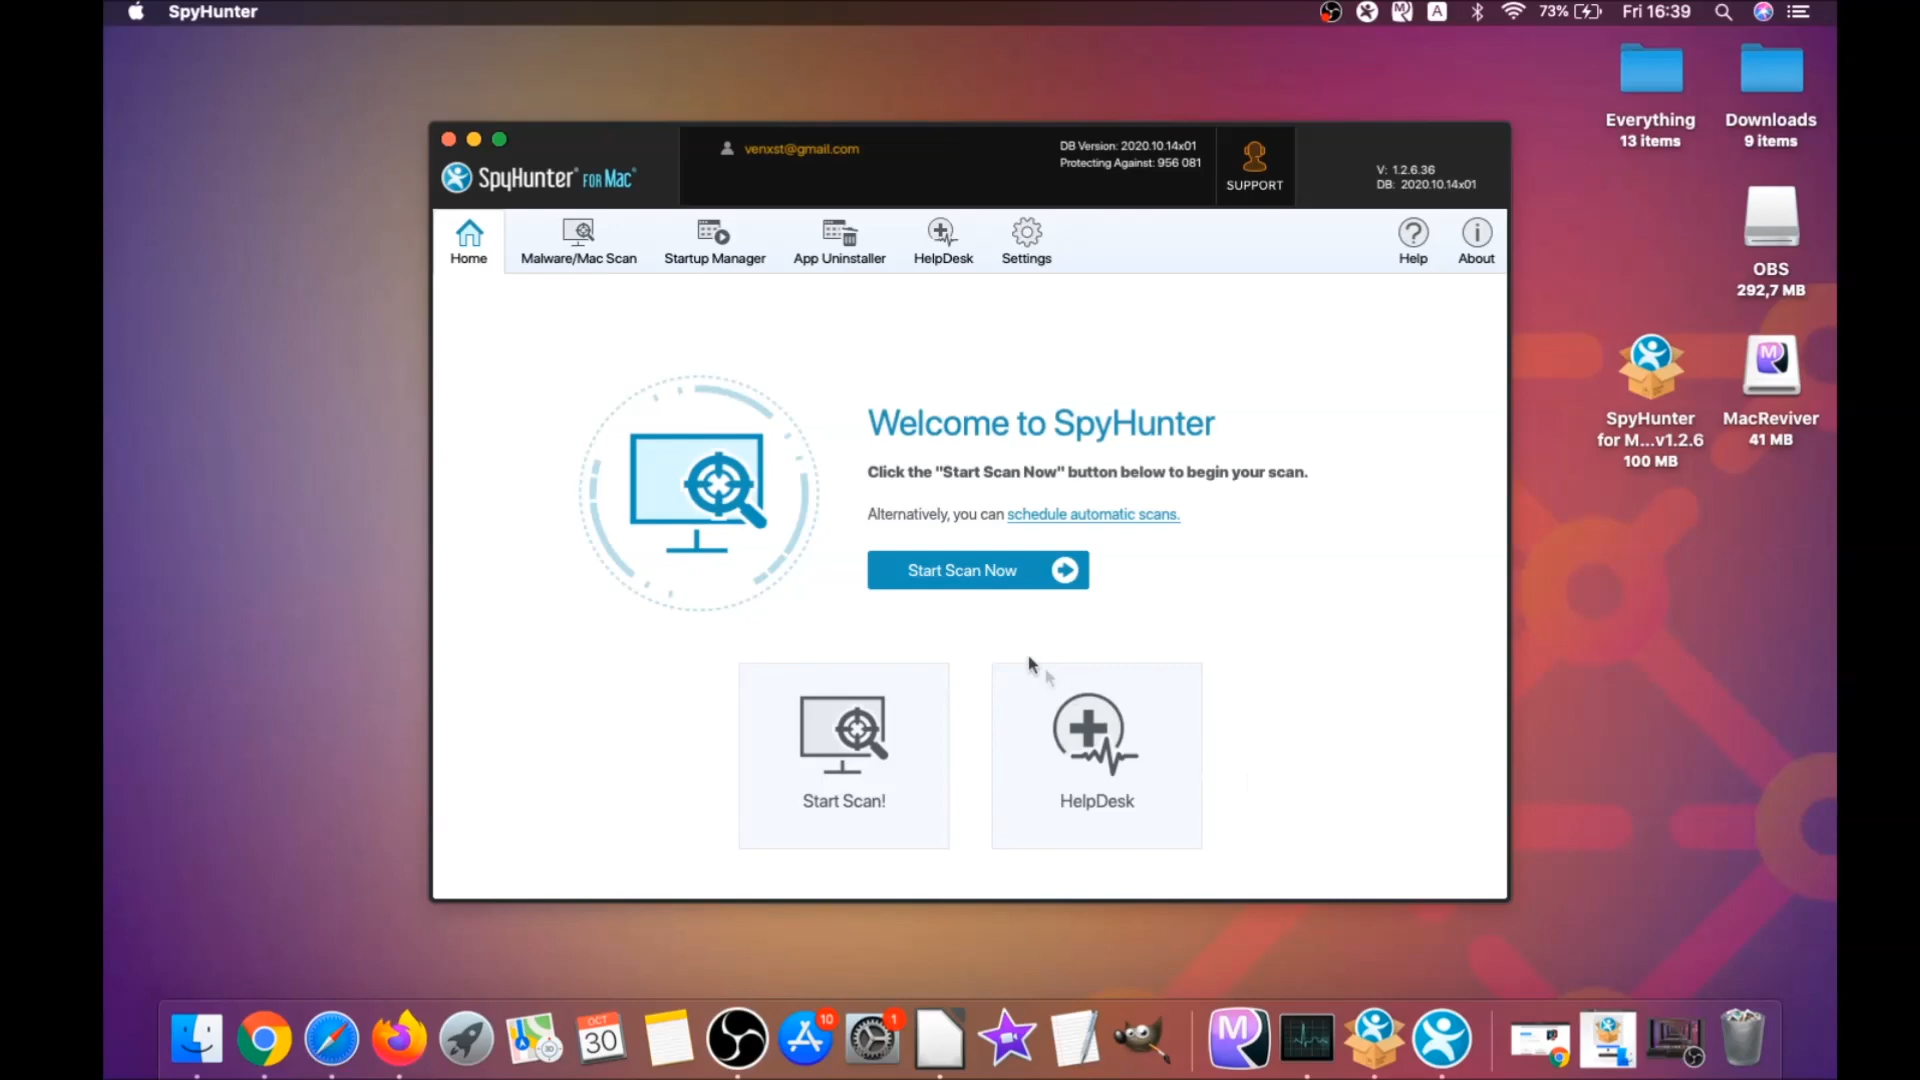 SpyHunter
A
73%
Fri 16:39
Everything
13 items
Downloads
9 items
OBS
292,7 MB
SpyHunter
for M...v1.2.6
100 MB
MacReviver
41 MB
SpyHunter® FOR Mac®
venxst@gmail.com
DB Version: 2020.10.14x01
Protecting Against: 956 081
SUPPORT
V: 1.2.6.36
DB: 2020.10.14x01
Home
Malware/Mac Scan
Startup Manager
App Uninstaller
HelpDesk
Settings
Help
About
Welcome to SpyHunter
Click the "Start Scan Now" button below to begin your scan.
Alternatively, you can schedule automatic scans.
Start Scan Now
Start Scan!
HelpDesk
OCT
30
10
1
M